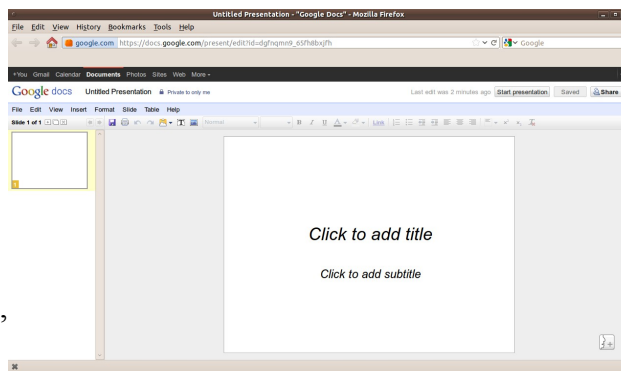 Untitled Presentation - "Google Docs" - Mozilla Firefox
File Edit View History Bookmarks Tools Help
google.com https://docs.google.com/present/edit?id=dgfnqmn9_65fh8bxjfh Google
+You Gmail Calendar Documents Photos Sites Web More
Google docs Untitled Presentation Private to only me Last edit was 2 minutes ago Start presentation Saved Share
File Edit View Insert Format Slide Table Help
Slide 1 of 1 Normal B I U A Link
1
Click to add title
Click to add subtitle
,